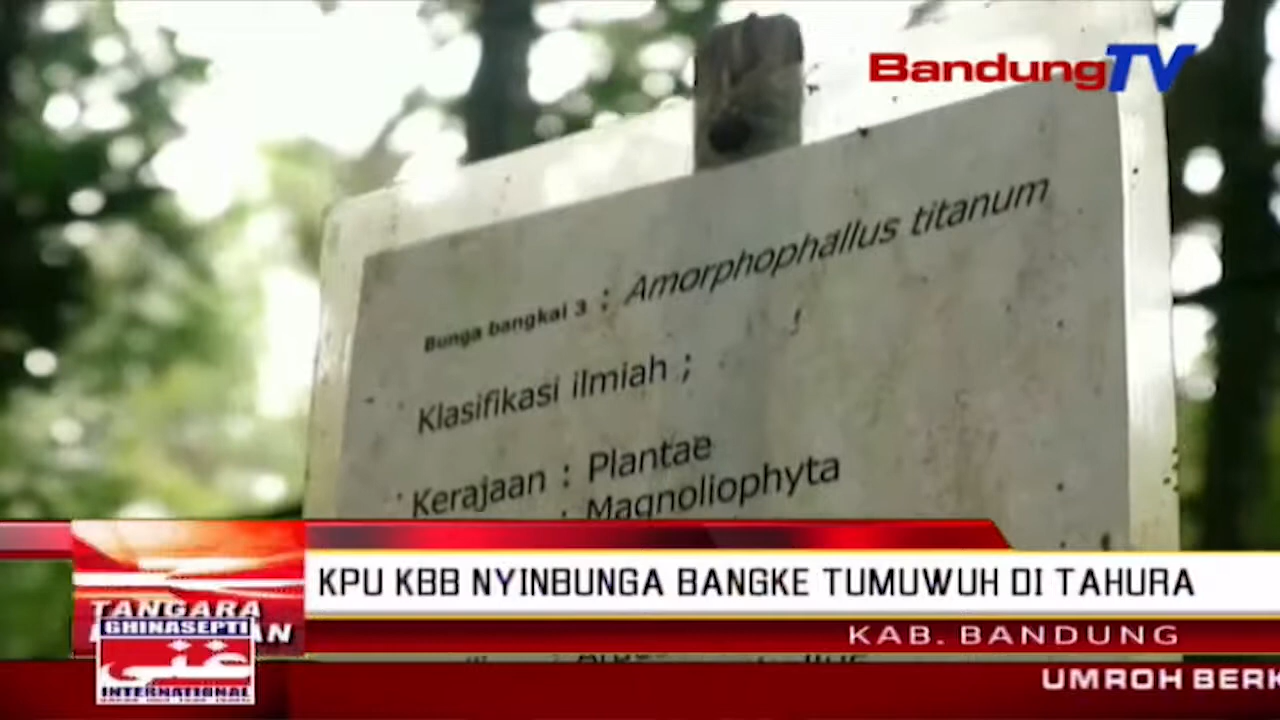 BandungTV
Bunga bangkai 3 : Amorphophallus titanum
Klasifikasi ilmiah ;
Kerajaan : Plantae
: Magnoliophyta
KPU KBB NYINBUNGA BANGKE TUMUWUH DI TAHURA
KAB. BANDUNG
TANGARA
GHINASEPTI
غني
INTERNATIONAL
UMROH BERK